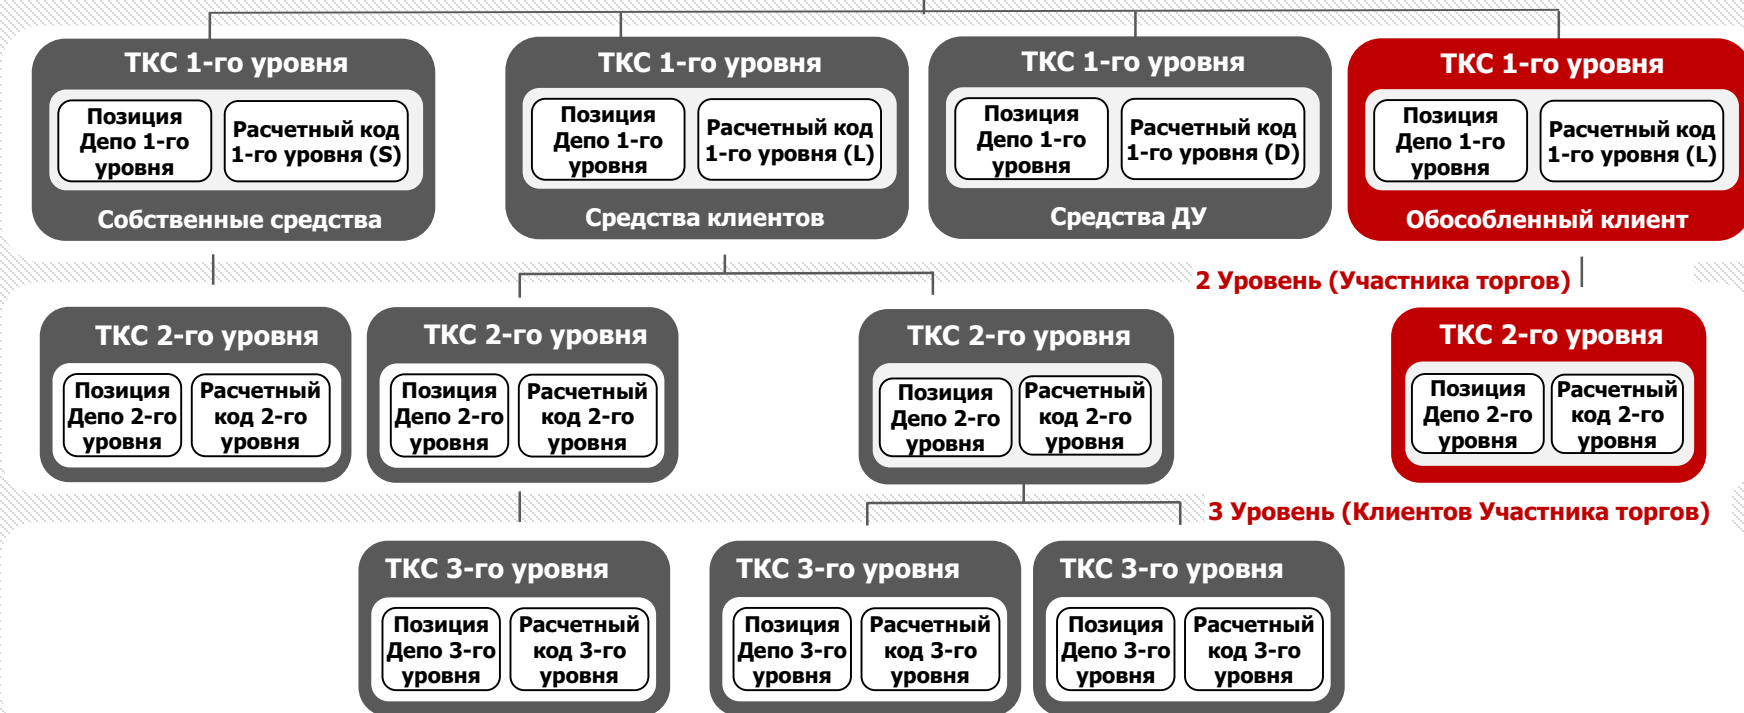 ТКС 1-го уровня
Позиция
Депо 1-го
уровня
Расчетный код
1-го уровня (S)
Собственные средства
ТКС 1-го уровня
Позиция
Депо 1-го
уровня
Расчетный код
1-го уровня (L)
Средства клиентов
ТКС 1-го уровня
Позиция
Депо 1-го
уровня
Расчетный код
1-го уровня (D)
Средства ДУ
ТКС 1-го уровня
Позиция
Депо 1-го
уровня
Расчетный код
1-го уровня (L)
Обособленный клиент
2 Уровень (Участника торгов)
ТКС 2-го уровня
Позиция
Депо 2-го
уровня
Расчетный
код 2-го
уровня
ТКС 2-го уровня
Позиция
Депо 2-го
уровня
Расчетный
код 2-го
уровня
ТКС 2-го уровня
Позиция
Депо 2-го
уровня
Расчетный
код 2-го
уровня
ТКС 2-го уровня
Позиция
Депо 2-го
уровня
Расчетный
код 2-го
уровня
3 Уровень (Клиентов Участника торгов)
ТКС 3-го уровня
Позиция
Депо 3-го
уровня
Расчетный
код 3-го
уровня
ТКС 3-го уровня
Позиция
Депо 3-го
уровня
Расчетный
код 3-го
уровня
ТКС 3-го уровня
Позиция
Депо 3-го
уровня
Расчетный
код 3-го
уровня